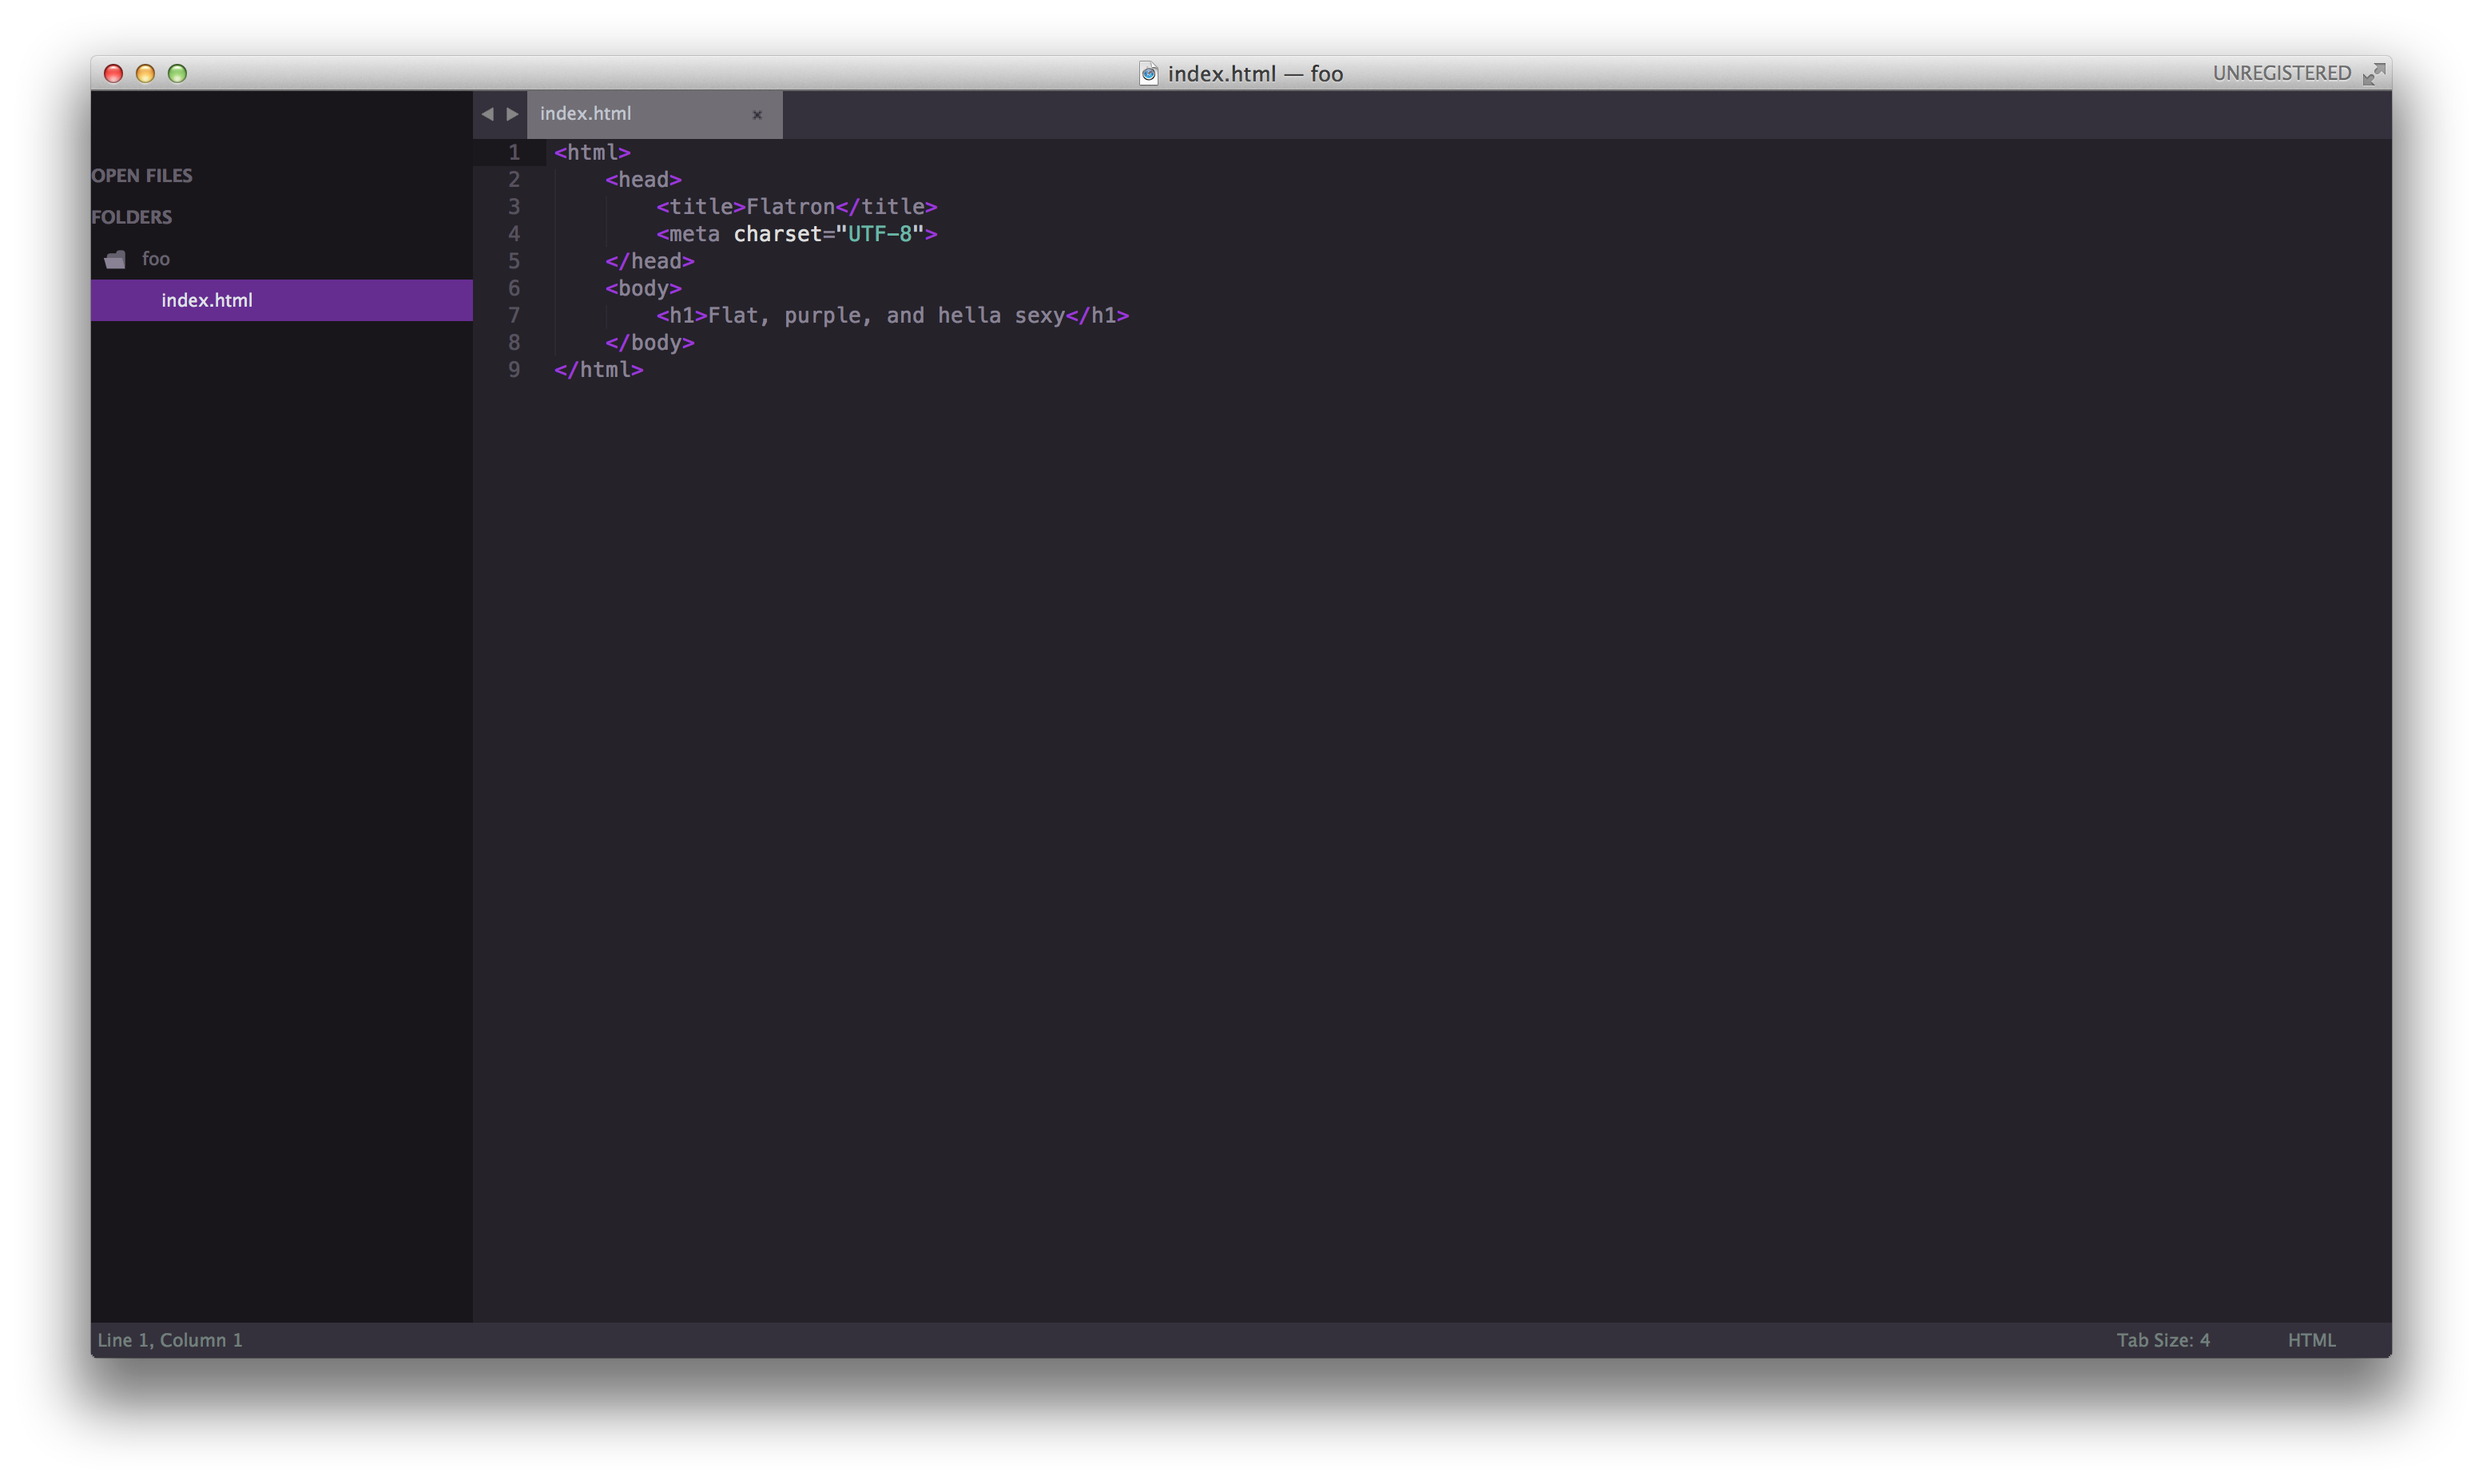 index.html — foo
UNREGISTERED
OPEN FILES
FOLDERS
foo
index.html
index.html ×
1 <html>
2     <head>
3         <title>Flatron</title>
4         <meta charset="UTF-8">
5     </head>
6     <body>
7         <h1>Flat, purple, and hella sexy</h1>
8     </body>
9 </html>
Line 1, Column 1
Tab Size: 4
HTML